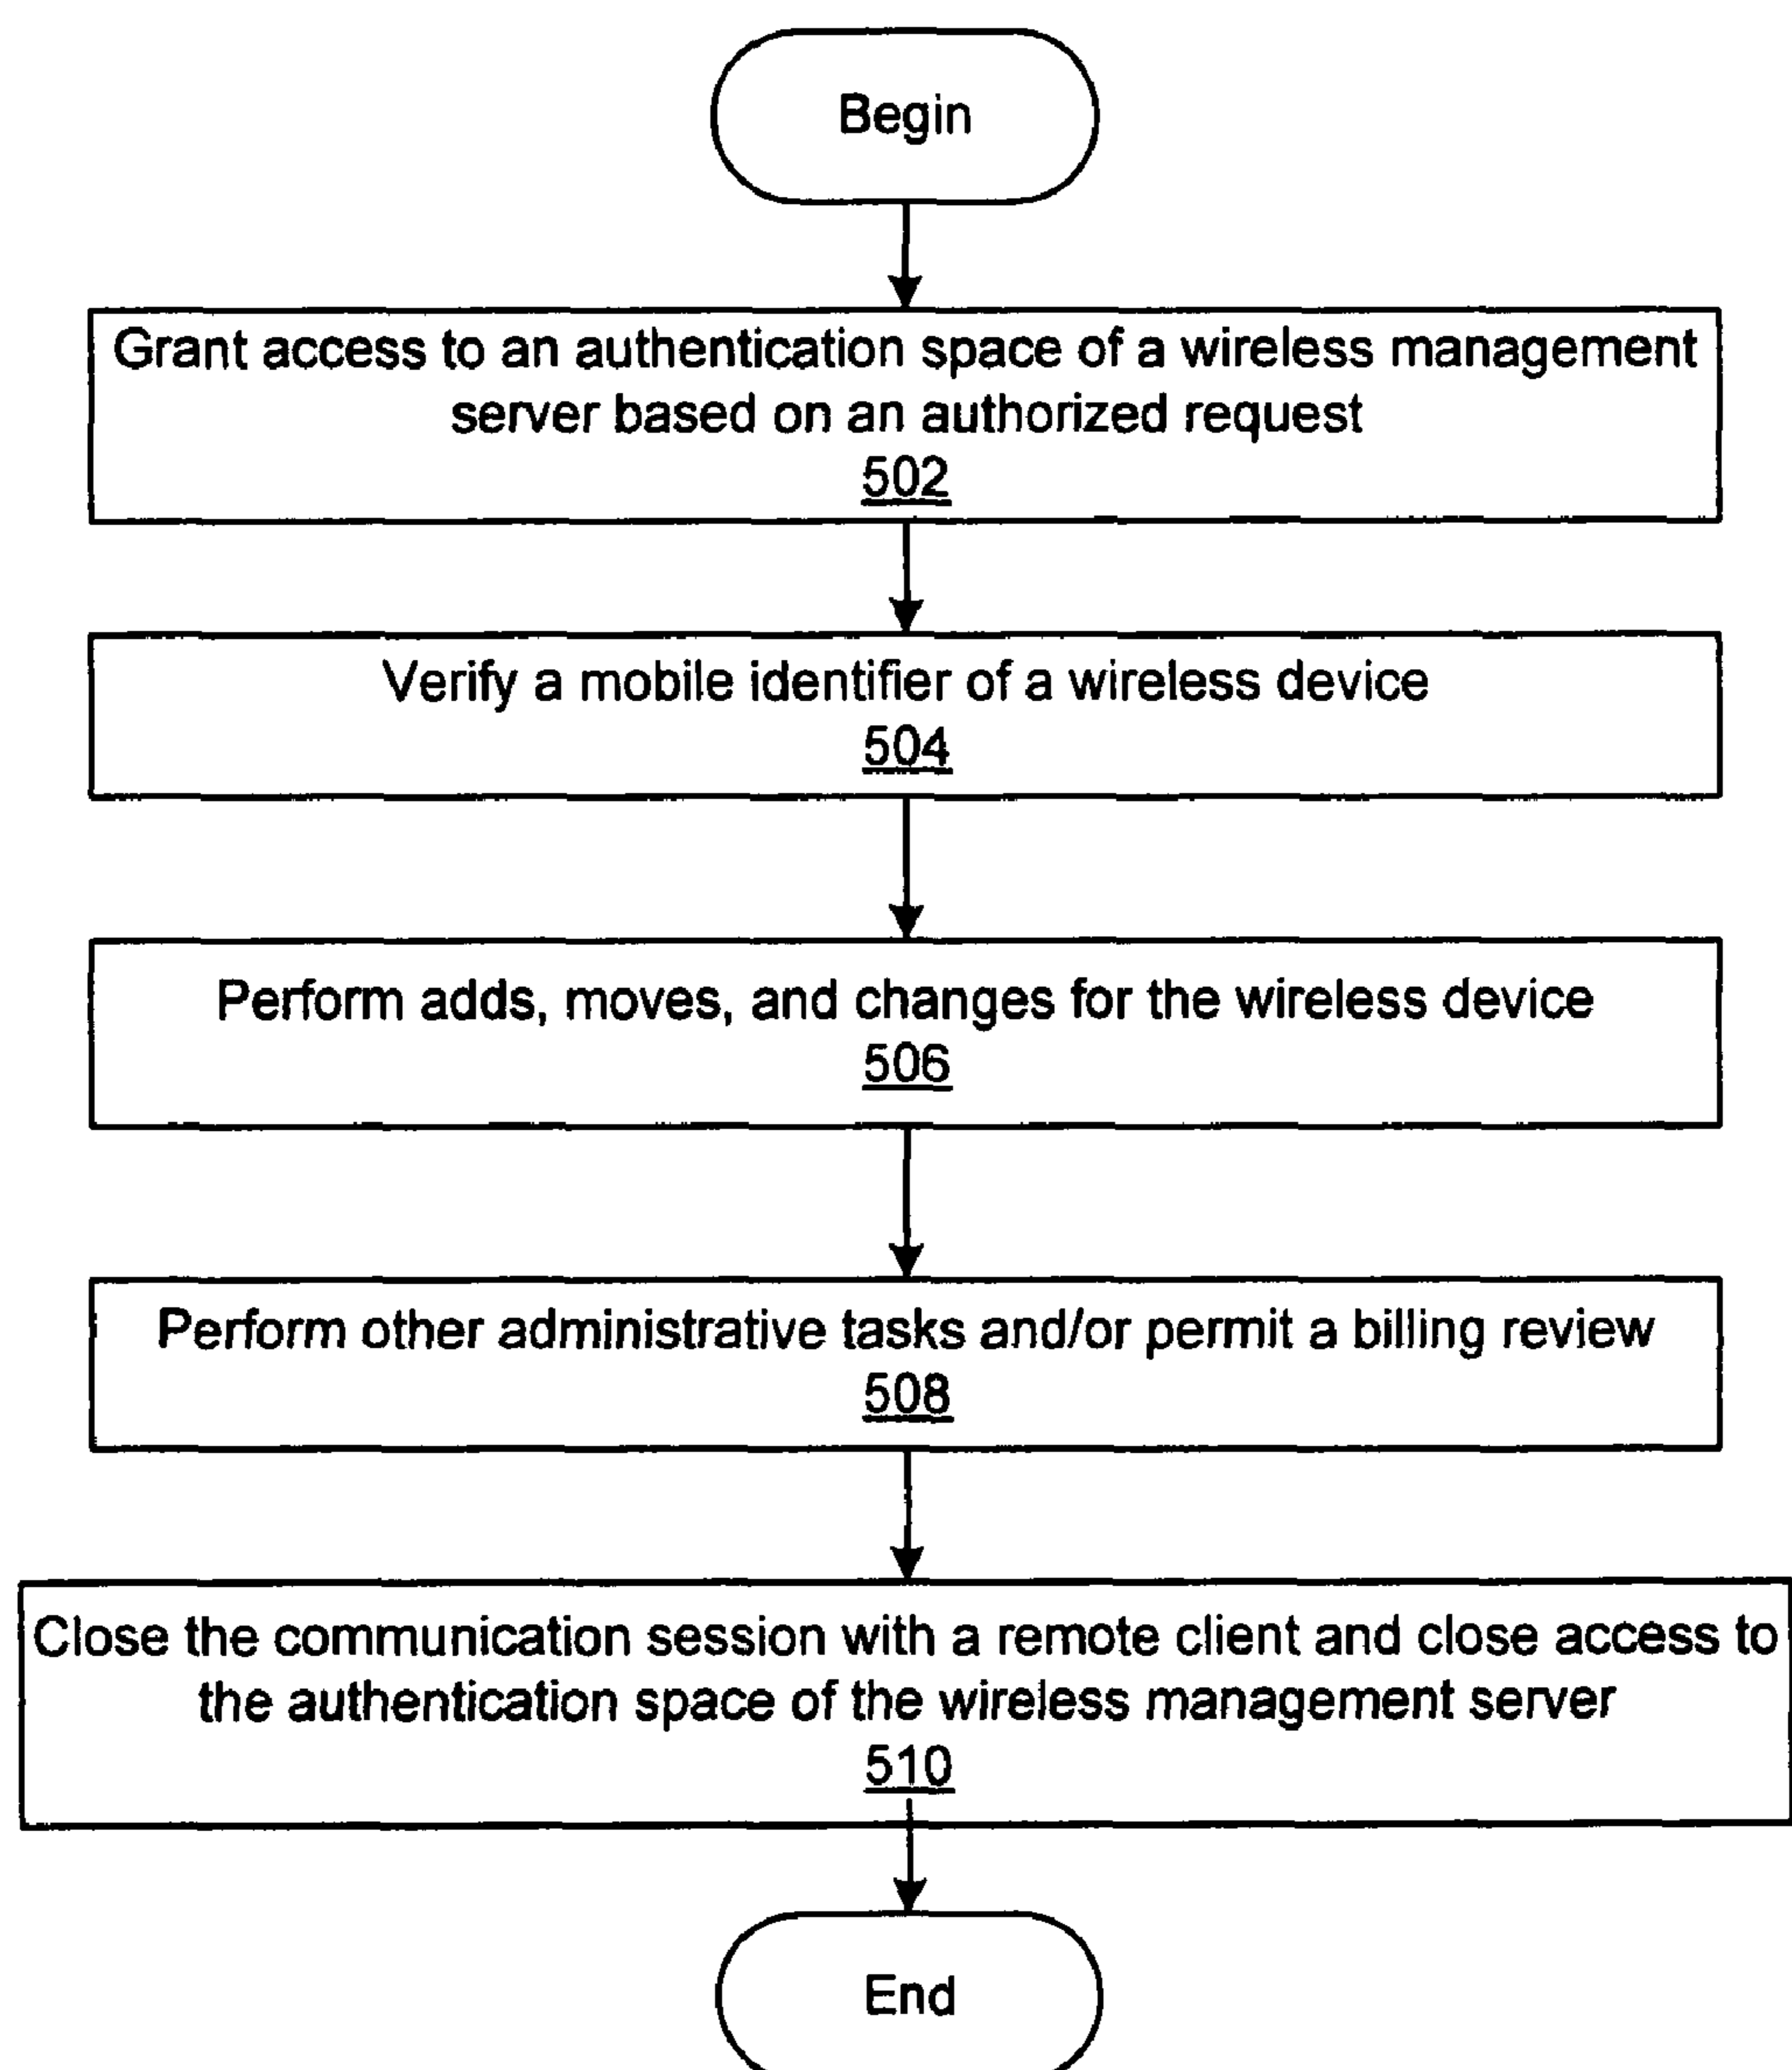 Begin
Grant access to an authentication space of a wireless management
server based on an authorized request
502
Verify a mobile identifier of a wireless device
504
Perform adds, moves, and changes for the wireless device
506
Perform other administrative tasks and/or permit a billing review
508
Close the communication session with a remote client and close access to
the authentication space of the wireless management server
510
End